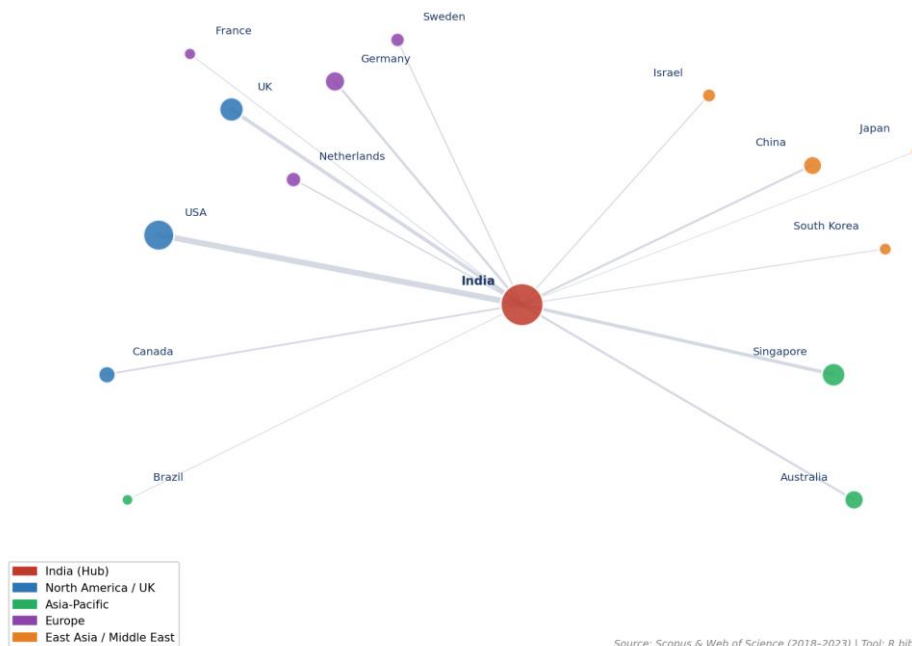 Sweden
France
Germany
UK
Israel
Japan
China
Netherlands
USA
South Korea
India
Canada
Singapore
Brazil
Australia
India (Hub)
North America / UK
Asia-Pacific
Europe
East Asia / Middle East
Source: Scopus & Web of Science (2018–2023) | Tool: R bib